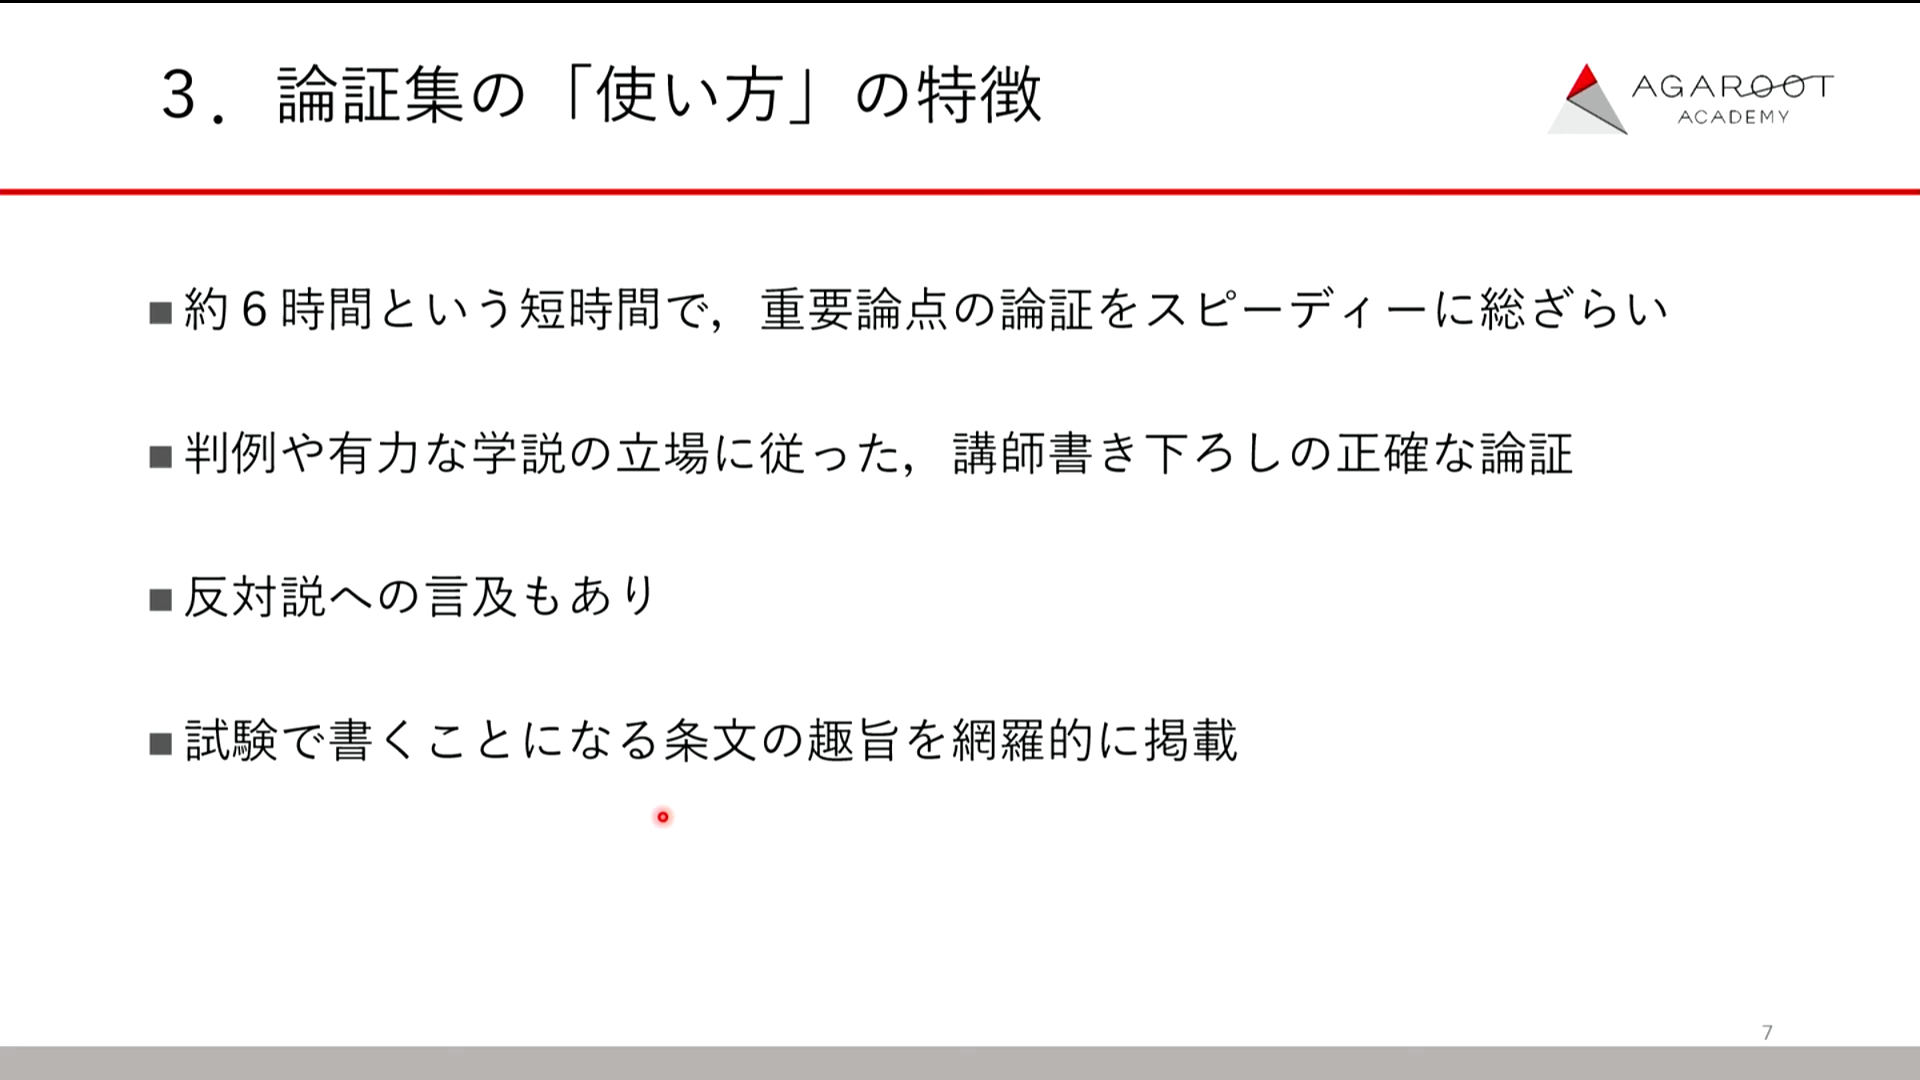 ３．論証集の「使い方」の特徴
AGAROOT
ACADEMY
■約６時間という短時間で，重要論点の論証をスピーディーに総ざらい
■判例や有力な学説の立場に従った，講師書き下ろしの正確な論証
■反対説への言及もあり
■試験で書くことになる条文の趣旨を網羅的に掲載
7